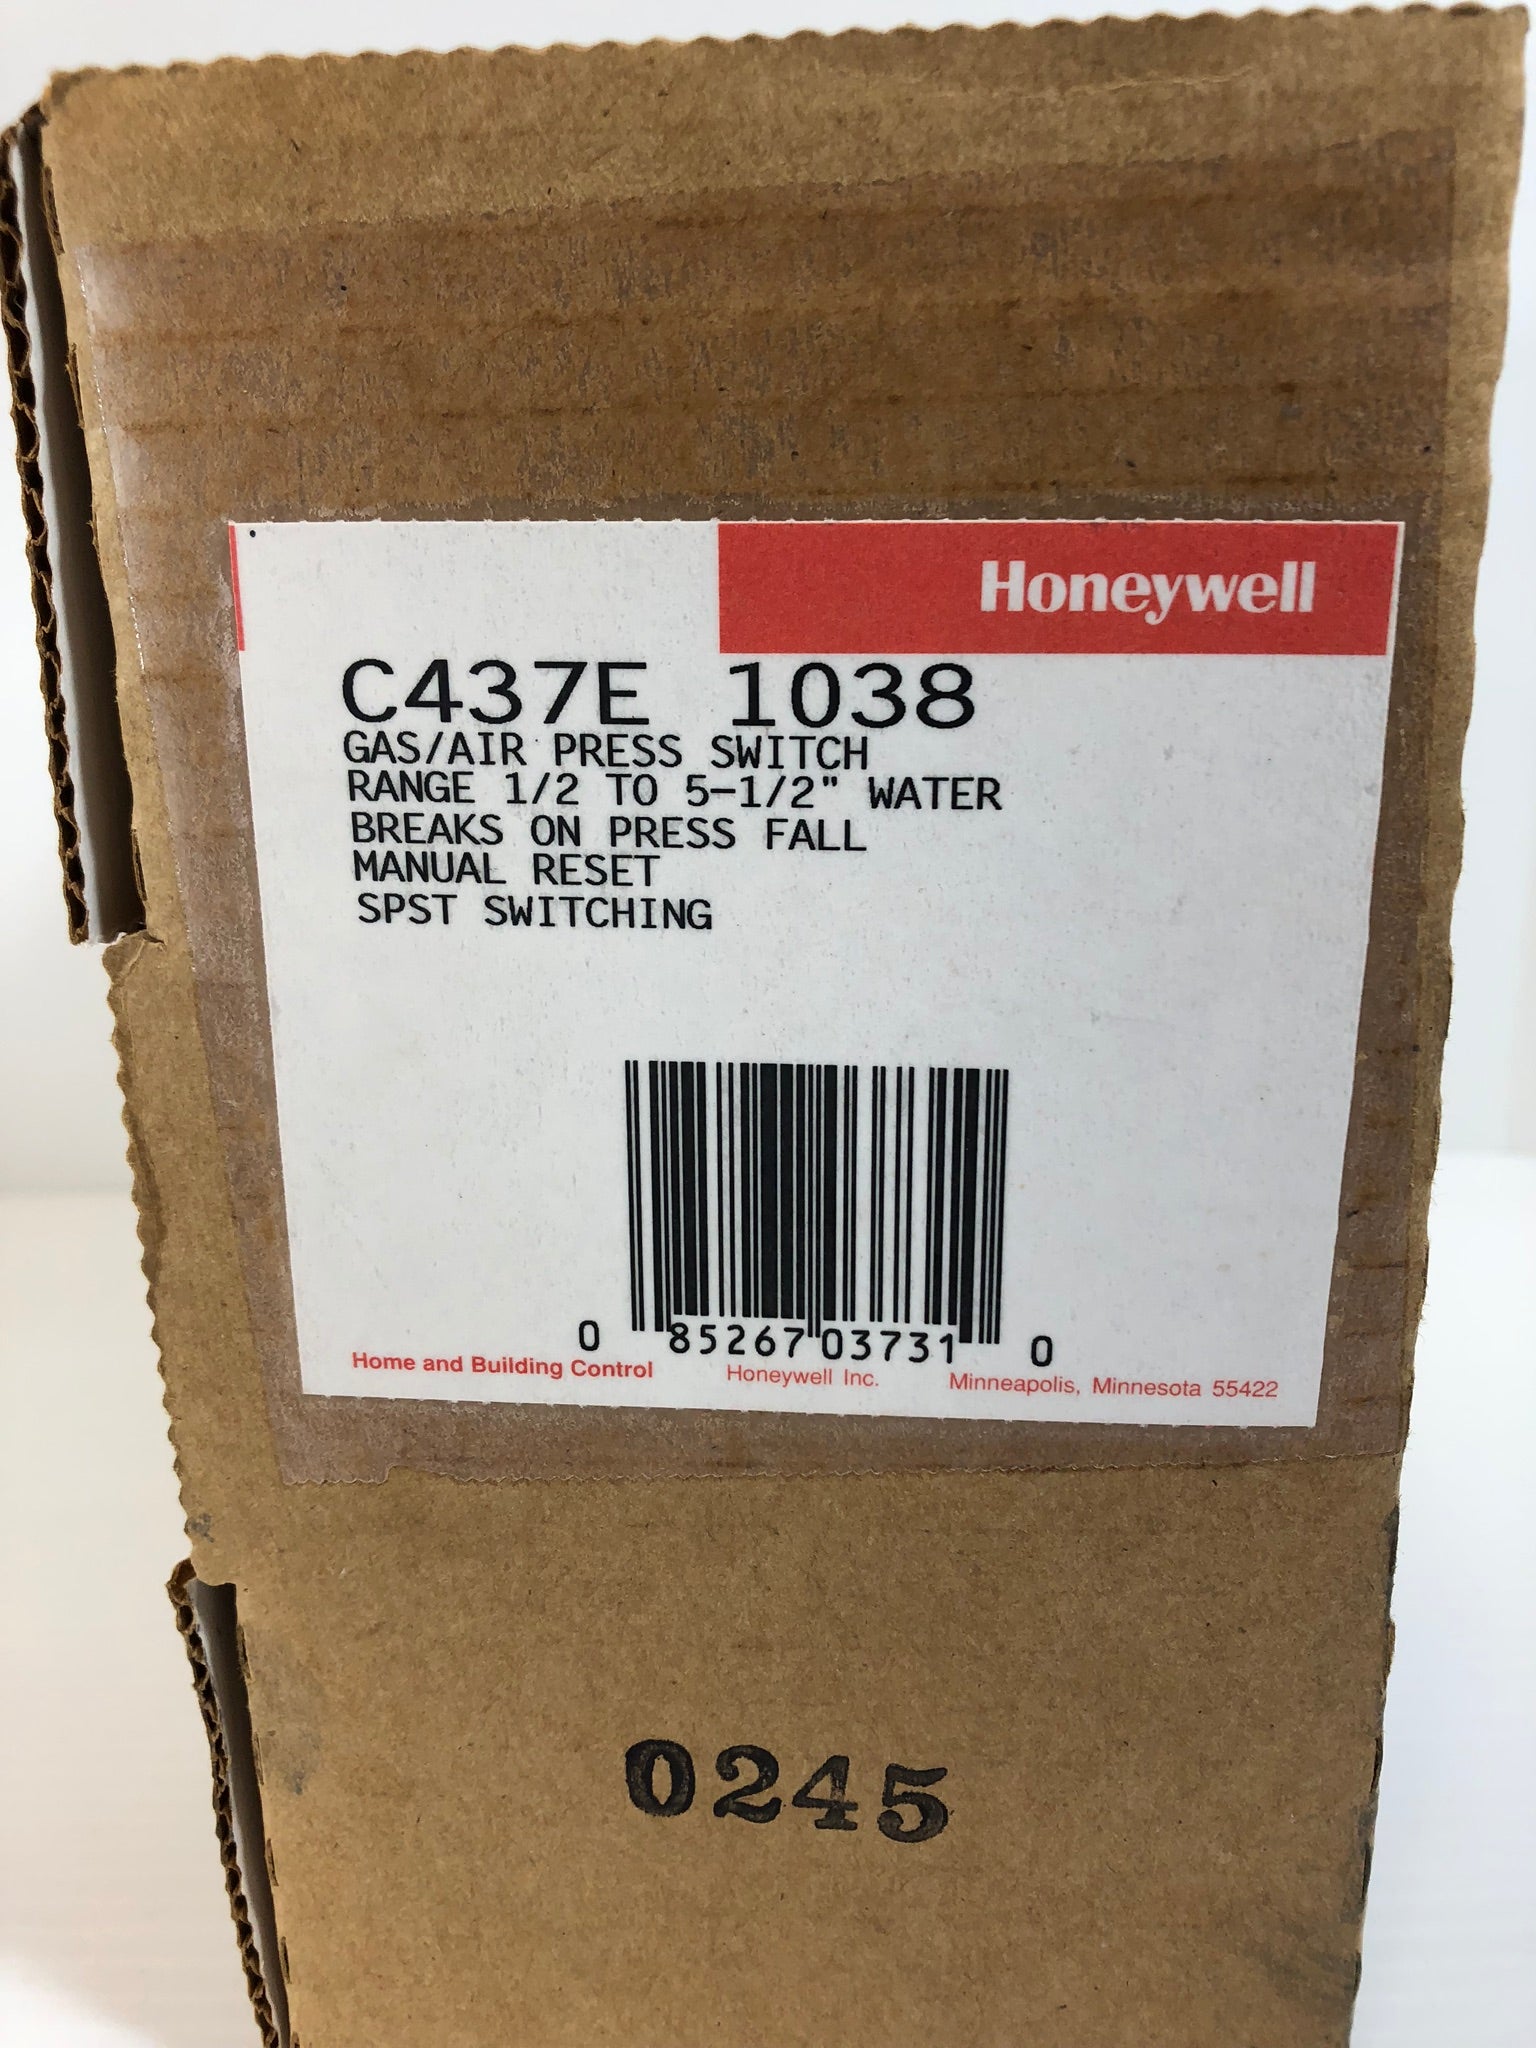 Honeywell
C437E 1038
GAS/AIR PRESS SWITCH
RANGE 1/2 TO 5-1/2" WATER
BREAKS ON PRESS FALL
MANUAL RESET
SPST SWITCHING
0 85267 03731 0
Home and Building Control Honeywell Inc. Minneapolis, Minnesota 55422
0245